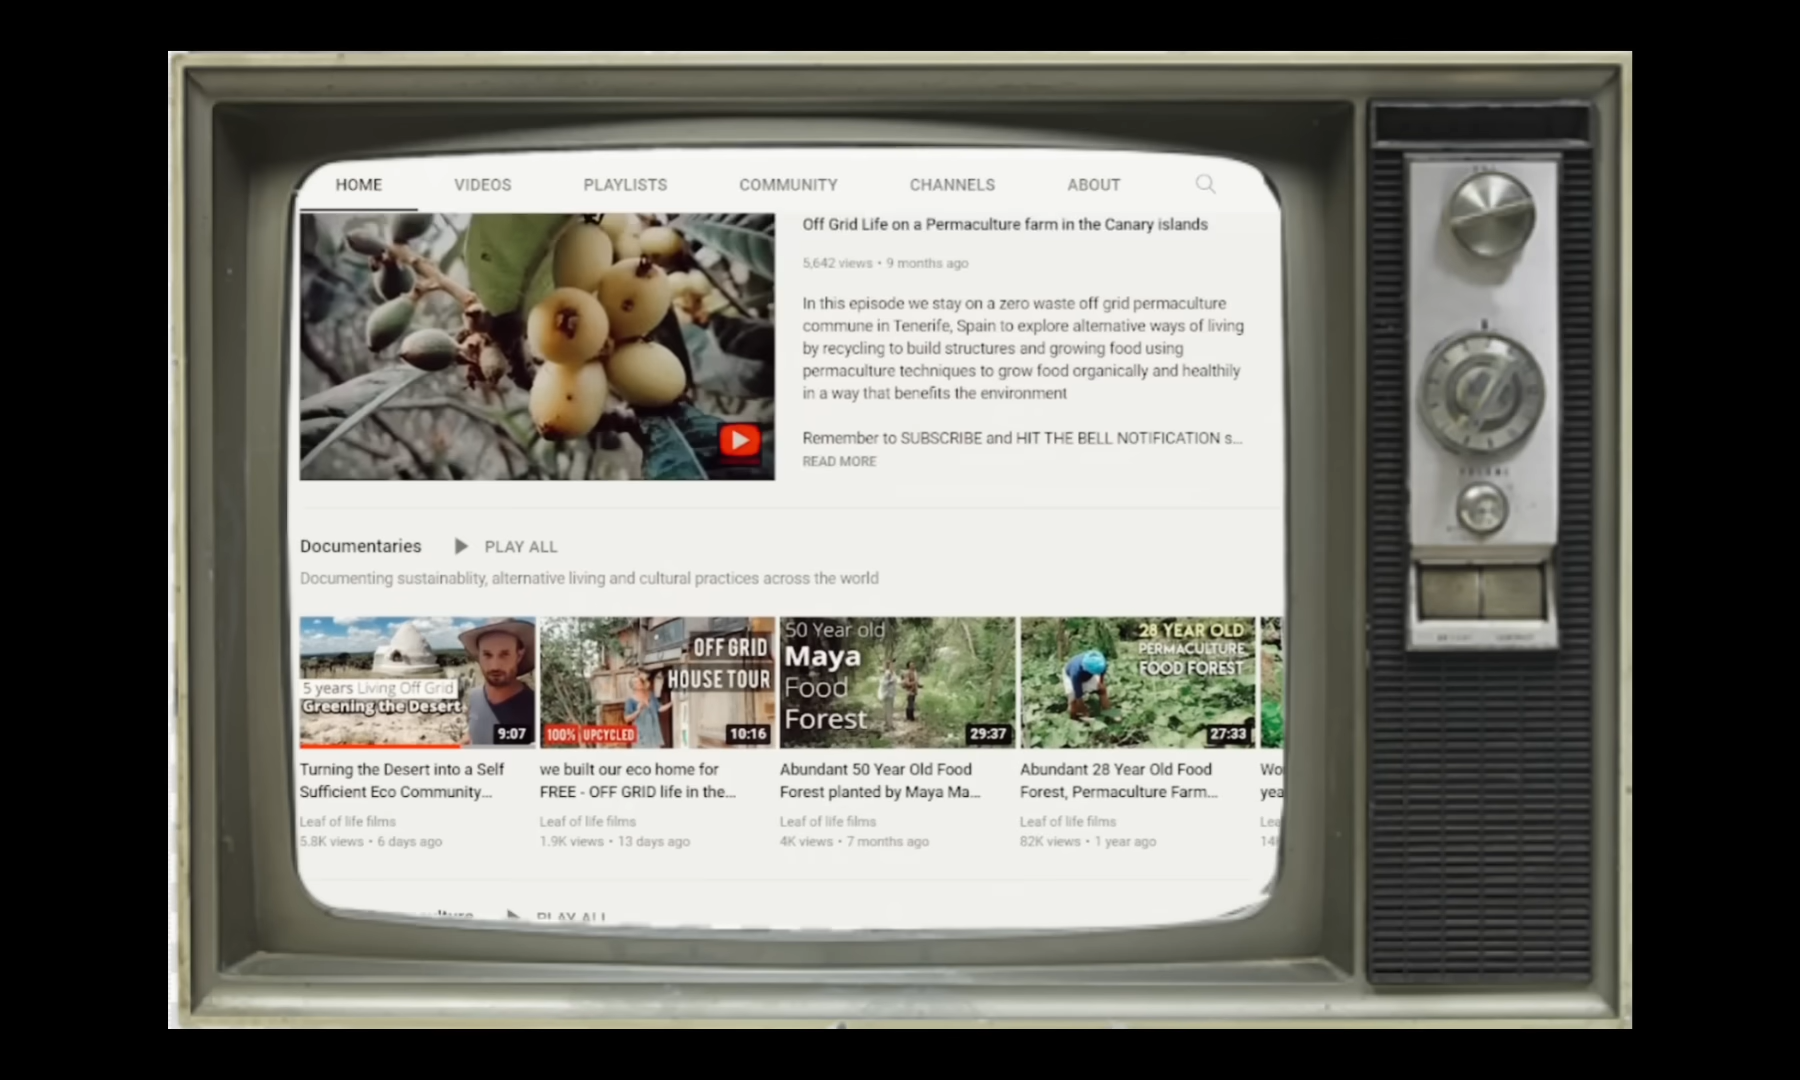 HOME VIDEOS PLAYLISTS COMMUNITY CHANNELS ABOUT
Off Grid Life on a Permaculture farm in the Canary islands
5,642 views • 9 months ago
In this episode we stay on a zero waste off grid permaculture
commune in Tenerife, Spain to explore alternative ways of living
by recycling to build structures and growing food using
permaculture techniques to grow food organically and healthily
in a way that benefits the environment
Remember to SUBSCRIBE and HIT THE BELL NOTIFICATION s...
READ MORE
Documentaries PLAY ALL
Documenting sustainablity, alternative living and cultural practices across the world
5 years Living Off Grid
Greening the Desert
9:07
Turning the Desert into a Self
Sufficient Eco Community...
Leaf of life films
5.8K views • 6 days ago
OFF GRID
HOUSE TOUR
100% UPCYCLED
10:16
we built our eco home for
FREE - OFF GRID life in the...
Leaf of life films
1.9K views • 13 days ago
50 Year old
Maya
Food
Forest
29:37
Abundant 50 Year Old Food
Forest planted by Maya Ma...
Leaf of life films
4K views • 7 months ago
28 YEAR OLD
PERMACULTURE
FOOD FOREST
27:33
Abundant 28 Year Old Food
Forest, Permaculture Farm...
Leaf of life films
82K views • 1 year ago
PLAY ALL